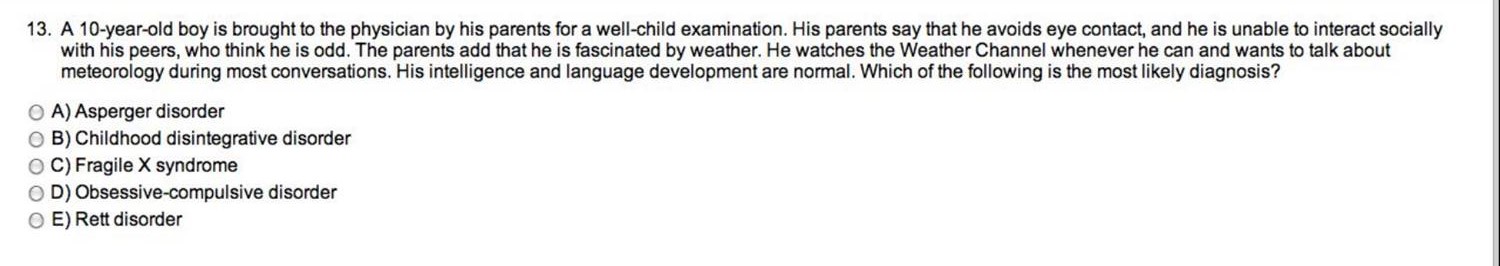 13. A 10-year-old boy is brought to the physician by his parents for a well-child examination. His parents say that he avoids eye contact, and he is unable to interact socially
with his peers, who think he is odd. The parents add that he is fascinated by weather. He watches the Weather Channel whenever he can and wants to talk about
meteorology during most conversations. His intelligence and language development are normal. Which of the following is the most likely diagnosis?
A) Asperger disorder
B) Childhood disintegrative disorder
C) Fragile X syndrome
D) Obsessive-compulsive disorder
E) Rett disorder